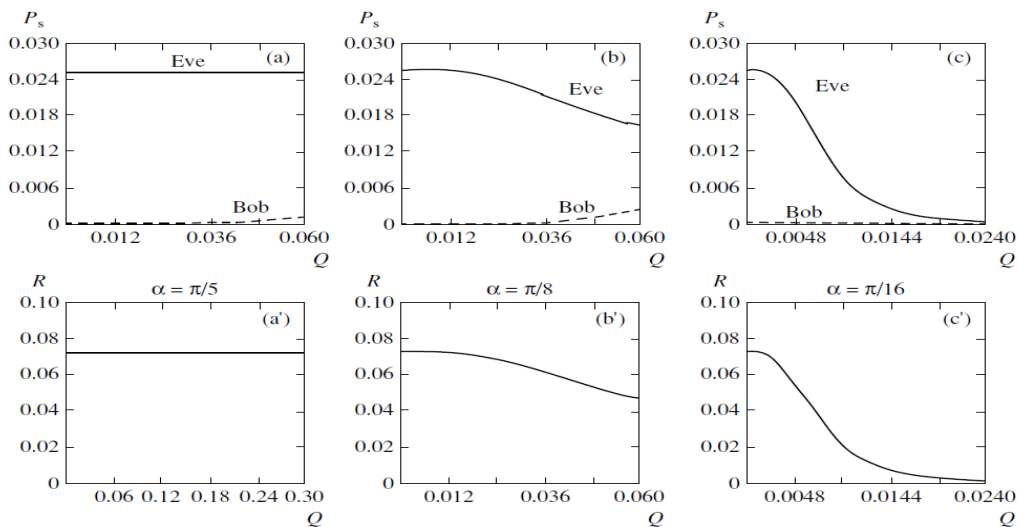 Ps Ps Ps
0.030 (a) 0.030 (b) 0.030 (c)
Eve
0.024 0.024 0.024
Eve Eve
0.018 0.018 0.018
0.012 0.012 0.012
0.006 0.006 0.006
Bob Bob Bob
0 0 0
0.012 0.036 0.060 0.012 0.036 0.060 0.0048 0.0144 0.0240
Q Q Q
R α = π/5 R α = π/8 R α = π/16
0.10 (a') 0.10 (b') 0.10 (c')
0.08 0.08 0.08
0.06 0.06 0.06
0.04 0.04 0.04
0.02 0.02 0.02
0 0 0
0.06 0.12 0.18 0.24 0.30 0.012 0.036 0.060 0.0048 0.0144 0.0240
Q Q Q